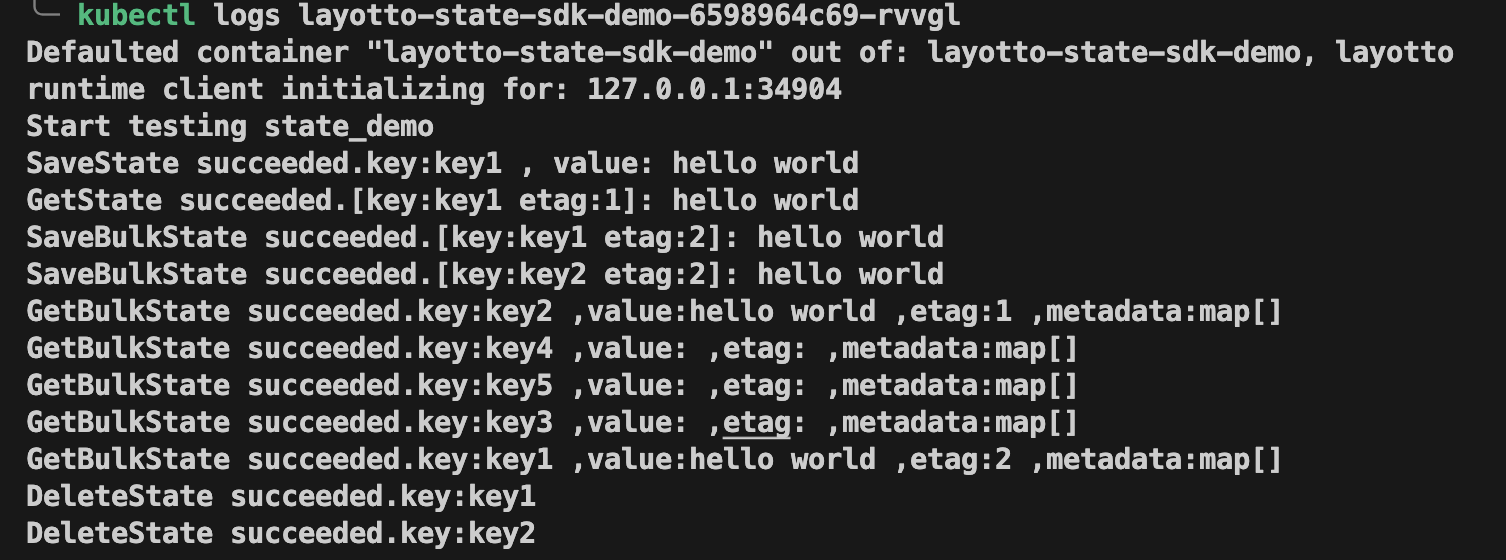 kubectl logs layotto-state-sdk-demo-6598964c69-rvvgl
Defaulted container "layotto-state-sdk-demo" out of: layotto-state-sdk-demo, layotto
runtime client initializing for: 127.0.0.1:34904
Start testing state_demo
SaveState succeeded.key:key1 , value: hello world
GetState succeeded.[key:key1 etag:1]: hello world
SaveBulkState succeeded.[key:key1 etag:2]: hello world
SaveBulkState succeeded.[key:key2 etag:2]: hello world
GetBulkState succeeded.key:key2 ,value:hello world ,etag:1 ,metadata:map[]
GetBulkState succeeded.key:key4 ,value: ,etag: ,metadata:map[]
GetBulkState succeeded.key:key5 ,value: ,etag: ,metadata:map[]
GetBulkState succeeded.key:key3 ,value: ,etag: ,metadata:map[]
GetBulkState succeeded.key:key1 ,value:hello world ,etag:2 ,metadata:map[]
DeleteState succeeded.key:key1
DeleteState succeeded.key:key2